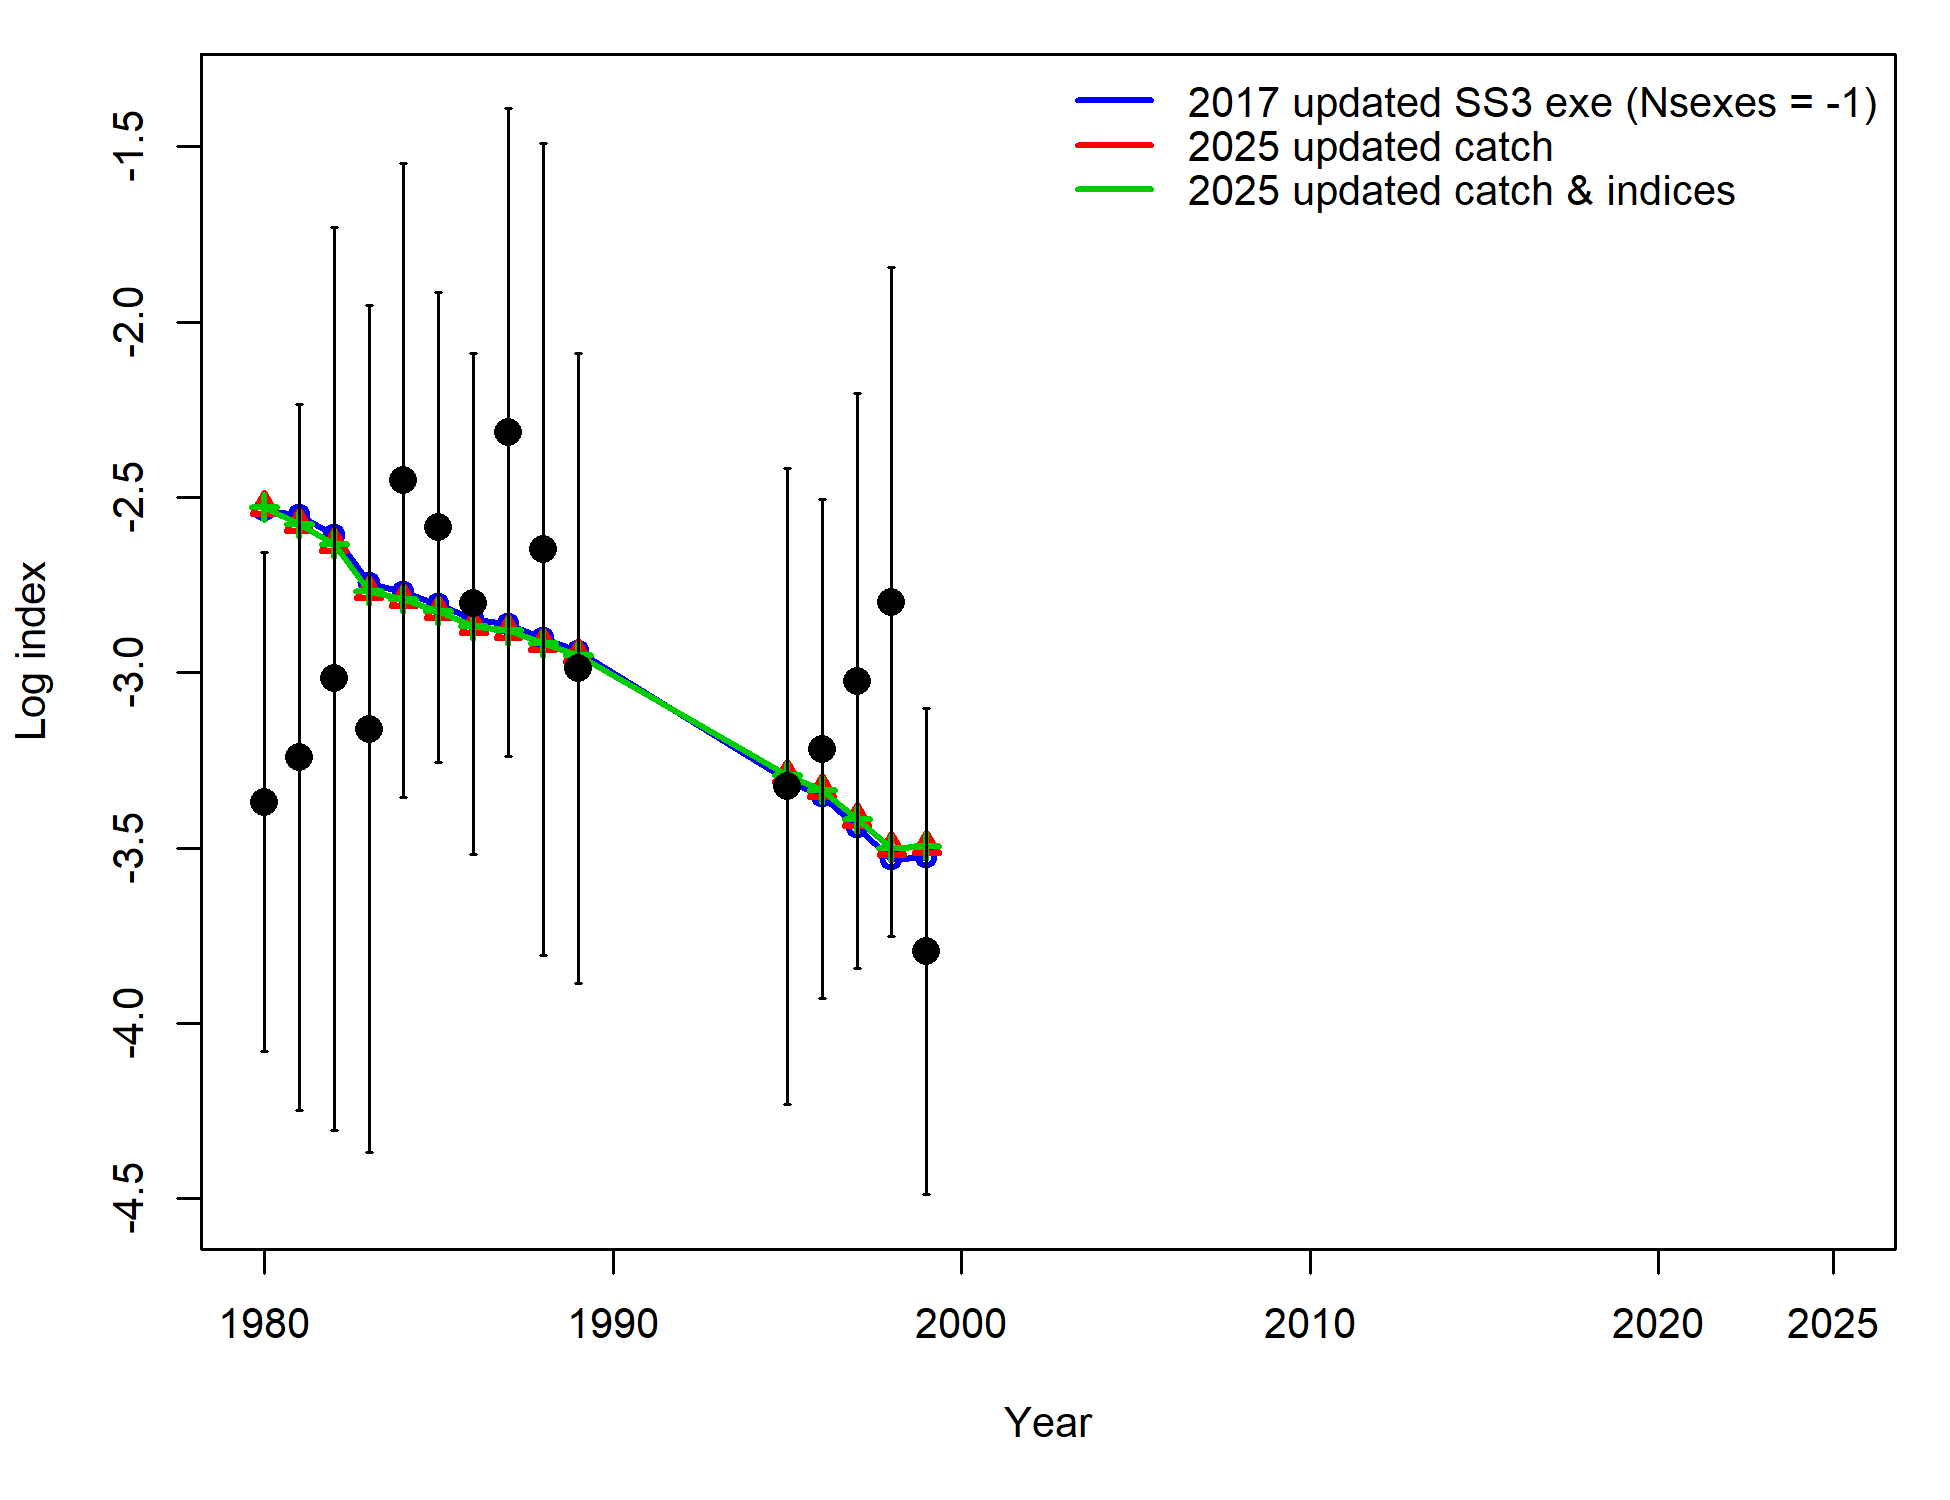 2017 updated SS3 exe (Nsexes = -1)
2025 updated catch
2025 updated catch & indices
Log index
-1.5
-2.0
-2.5
-3.0
-3.5
-4.0
-4.5
1980 1990 2000 2010 2020 2025
Year